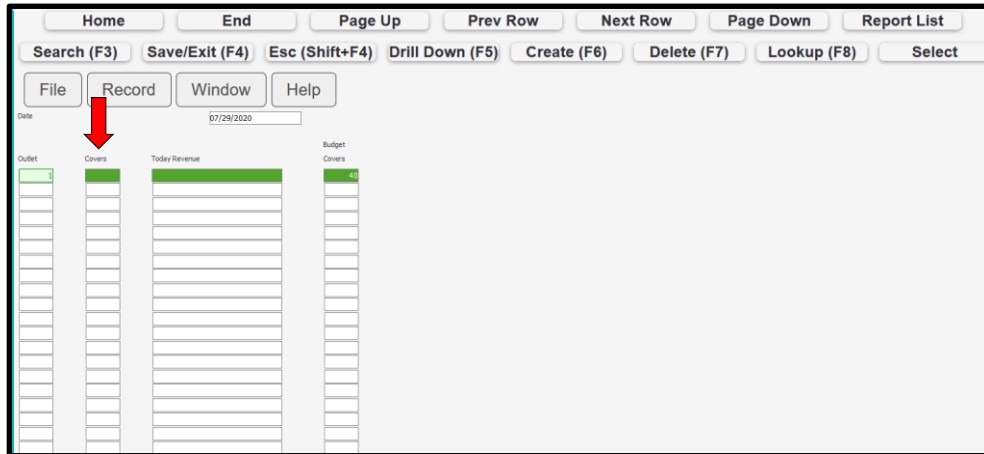 Home End Page Up Prev Row Next Row Page Down Report List
Search (F3) Save/Exit (F4) Esc (Shift+F4) Drill Down (F5) Create (F6) Delete (F7) Lookup (F8) Select
File Record Window Help
Date 07/29/2020
Budget
Outlet Covers Today Revenue Covers
1 40